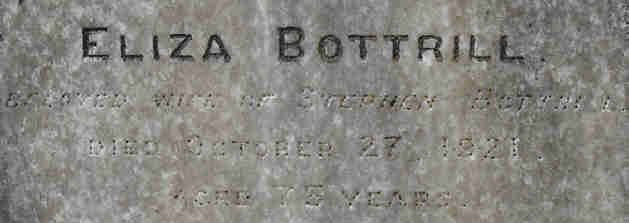 ELIZA BOTTRILL.
BELOVED WIFE OF STEPHEN BOTTRILL
DIED OCTOBER 27, 1921.
AGED 75 YEARS.